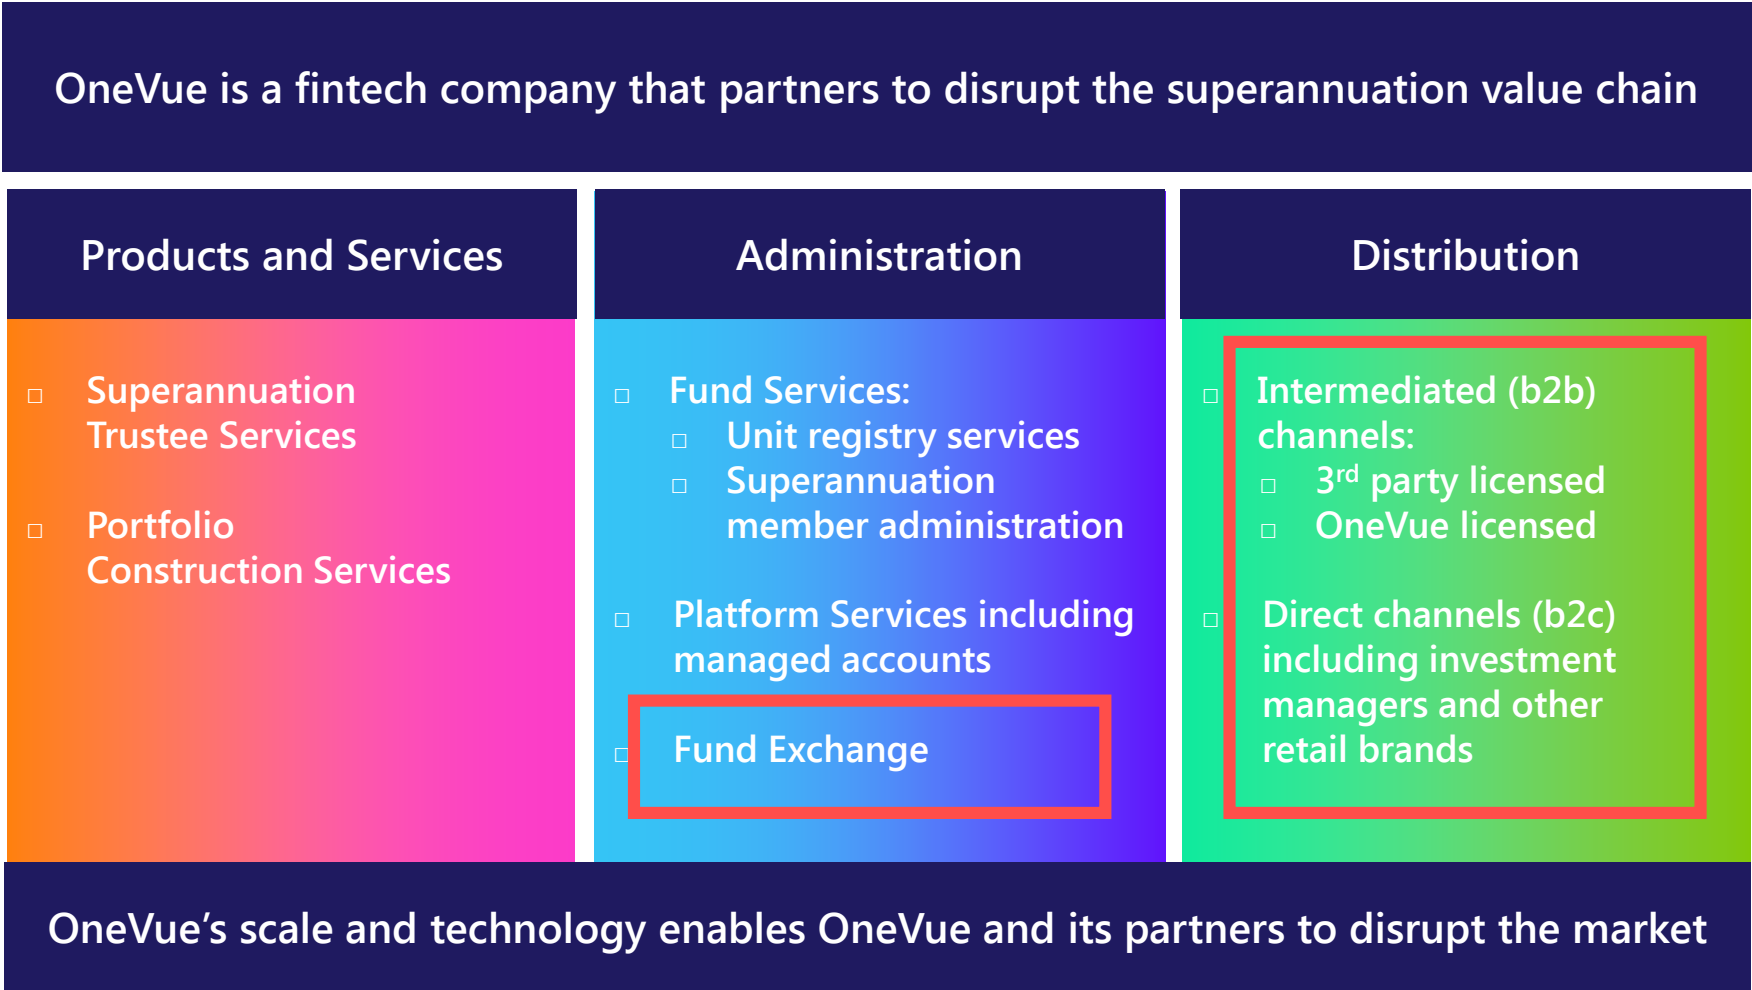 OneVue is a fintech company that partners to disrupt the superannuation value chain
Products and Services
Superannuation
Trustee Services
Portfolio
Construction Services
Administration
Fund Services:
Unit registry services
Superannuation
member administration
Platform Services including
managed accounts
Fund Exchange
Distribution
Intermediated (b2b)
channels:
3rd party licensed
OneVue licensed
Direct channels (b2c)
including investment
managers and other
retail brands
OneVue’s scale and technology enables OneVue and its partners to disrupt the market